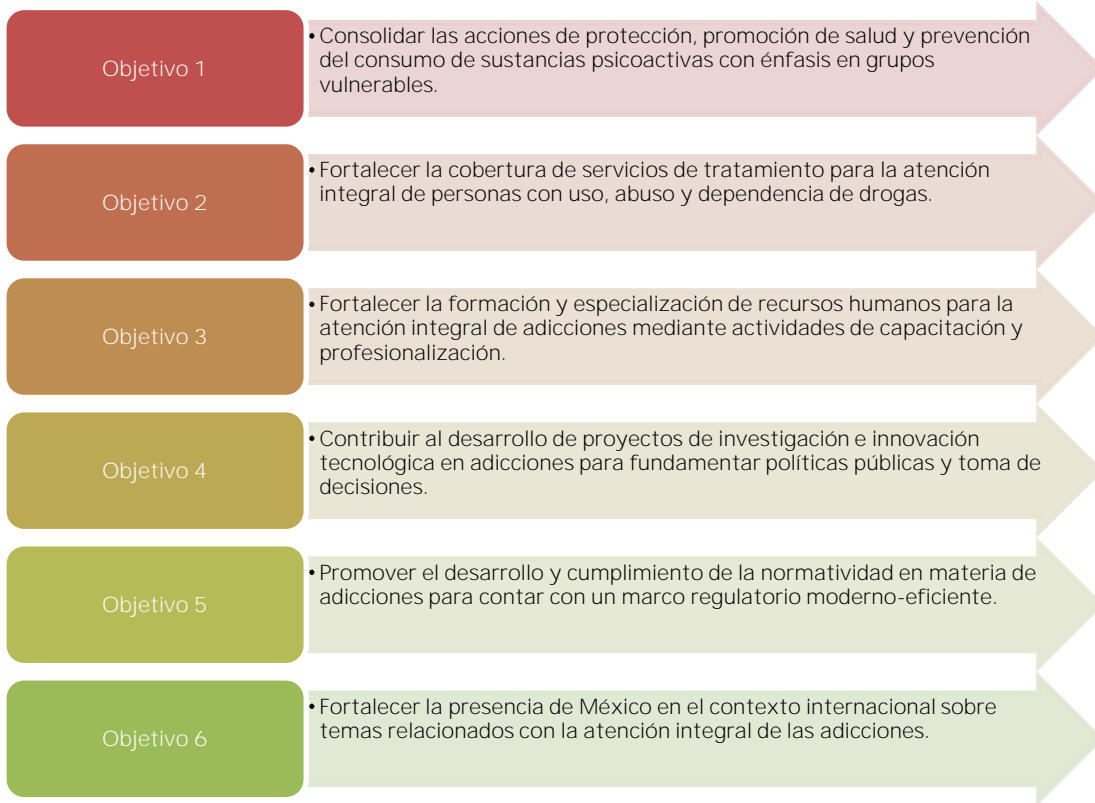 Objetivo 1
• Consolidar las acciones de protección, promoción de salud y prevención
del consumo de sustancias psicoactivas con énfasis en grupos
vulnerables.
Objetivo 2
• Fortalecer la cobertura de servicios de tratamiento para la atención
integral de personas con uso, abuso y dependencia de drogas.
Objetivo 3
• Fortalecer la formación y especialización de recursos humanos para la
atención integral de adicciones mediante actividades de capacitación y
profesionalización.
Objetivo 4
• Contribuir al desarrollo de proyectos de investigación e innovación
tecnológica en adicciones para fundamentar políticas públicas y toma de
decisiones.
Objetivo 5
• Promover el desarrollo y cumplimiento de la normatividad en materia de
adicciones para contar con un marco regulatorio moderno-eficiente.
Objetivo 6
• Fortalecer la presencia de México en el contexto internacional sobre
temas relacionados con la atención integral de las adicciones.